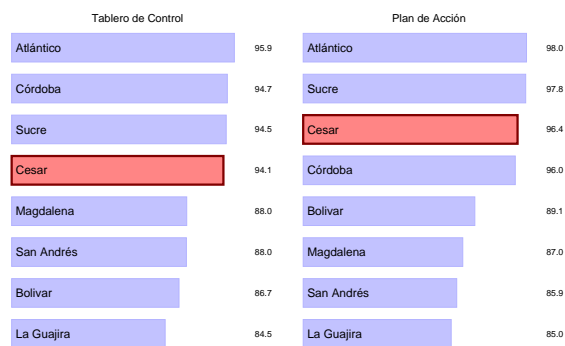 Tablero de Control
Atlántico 95.9
Córdoba 94.7
Sucre 94.5
Cesar 94.1
Magdalena 88.0
San Andrés 88.0
Bolivar 86.7
La Guajira 84.5
Plan de Acción
Atlántico 98.0
Sucre 97.8
Cesar 96.4
Córdoba 96.0
Bolivar 89.1
Magdalena 87.0
San Andrés 85.9
La Guajira 85.0